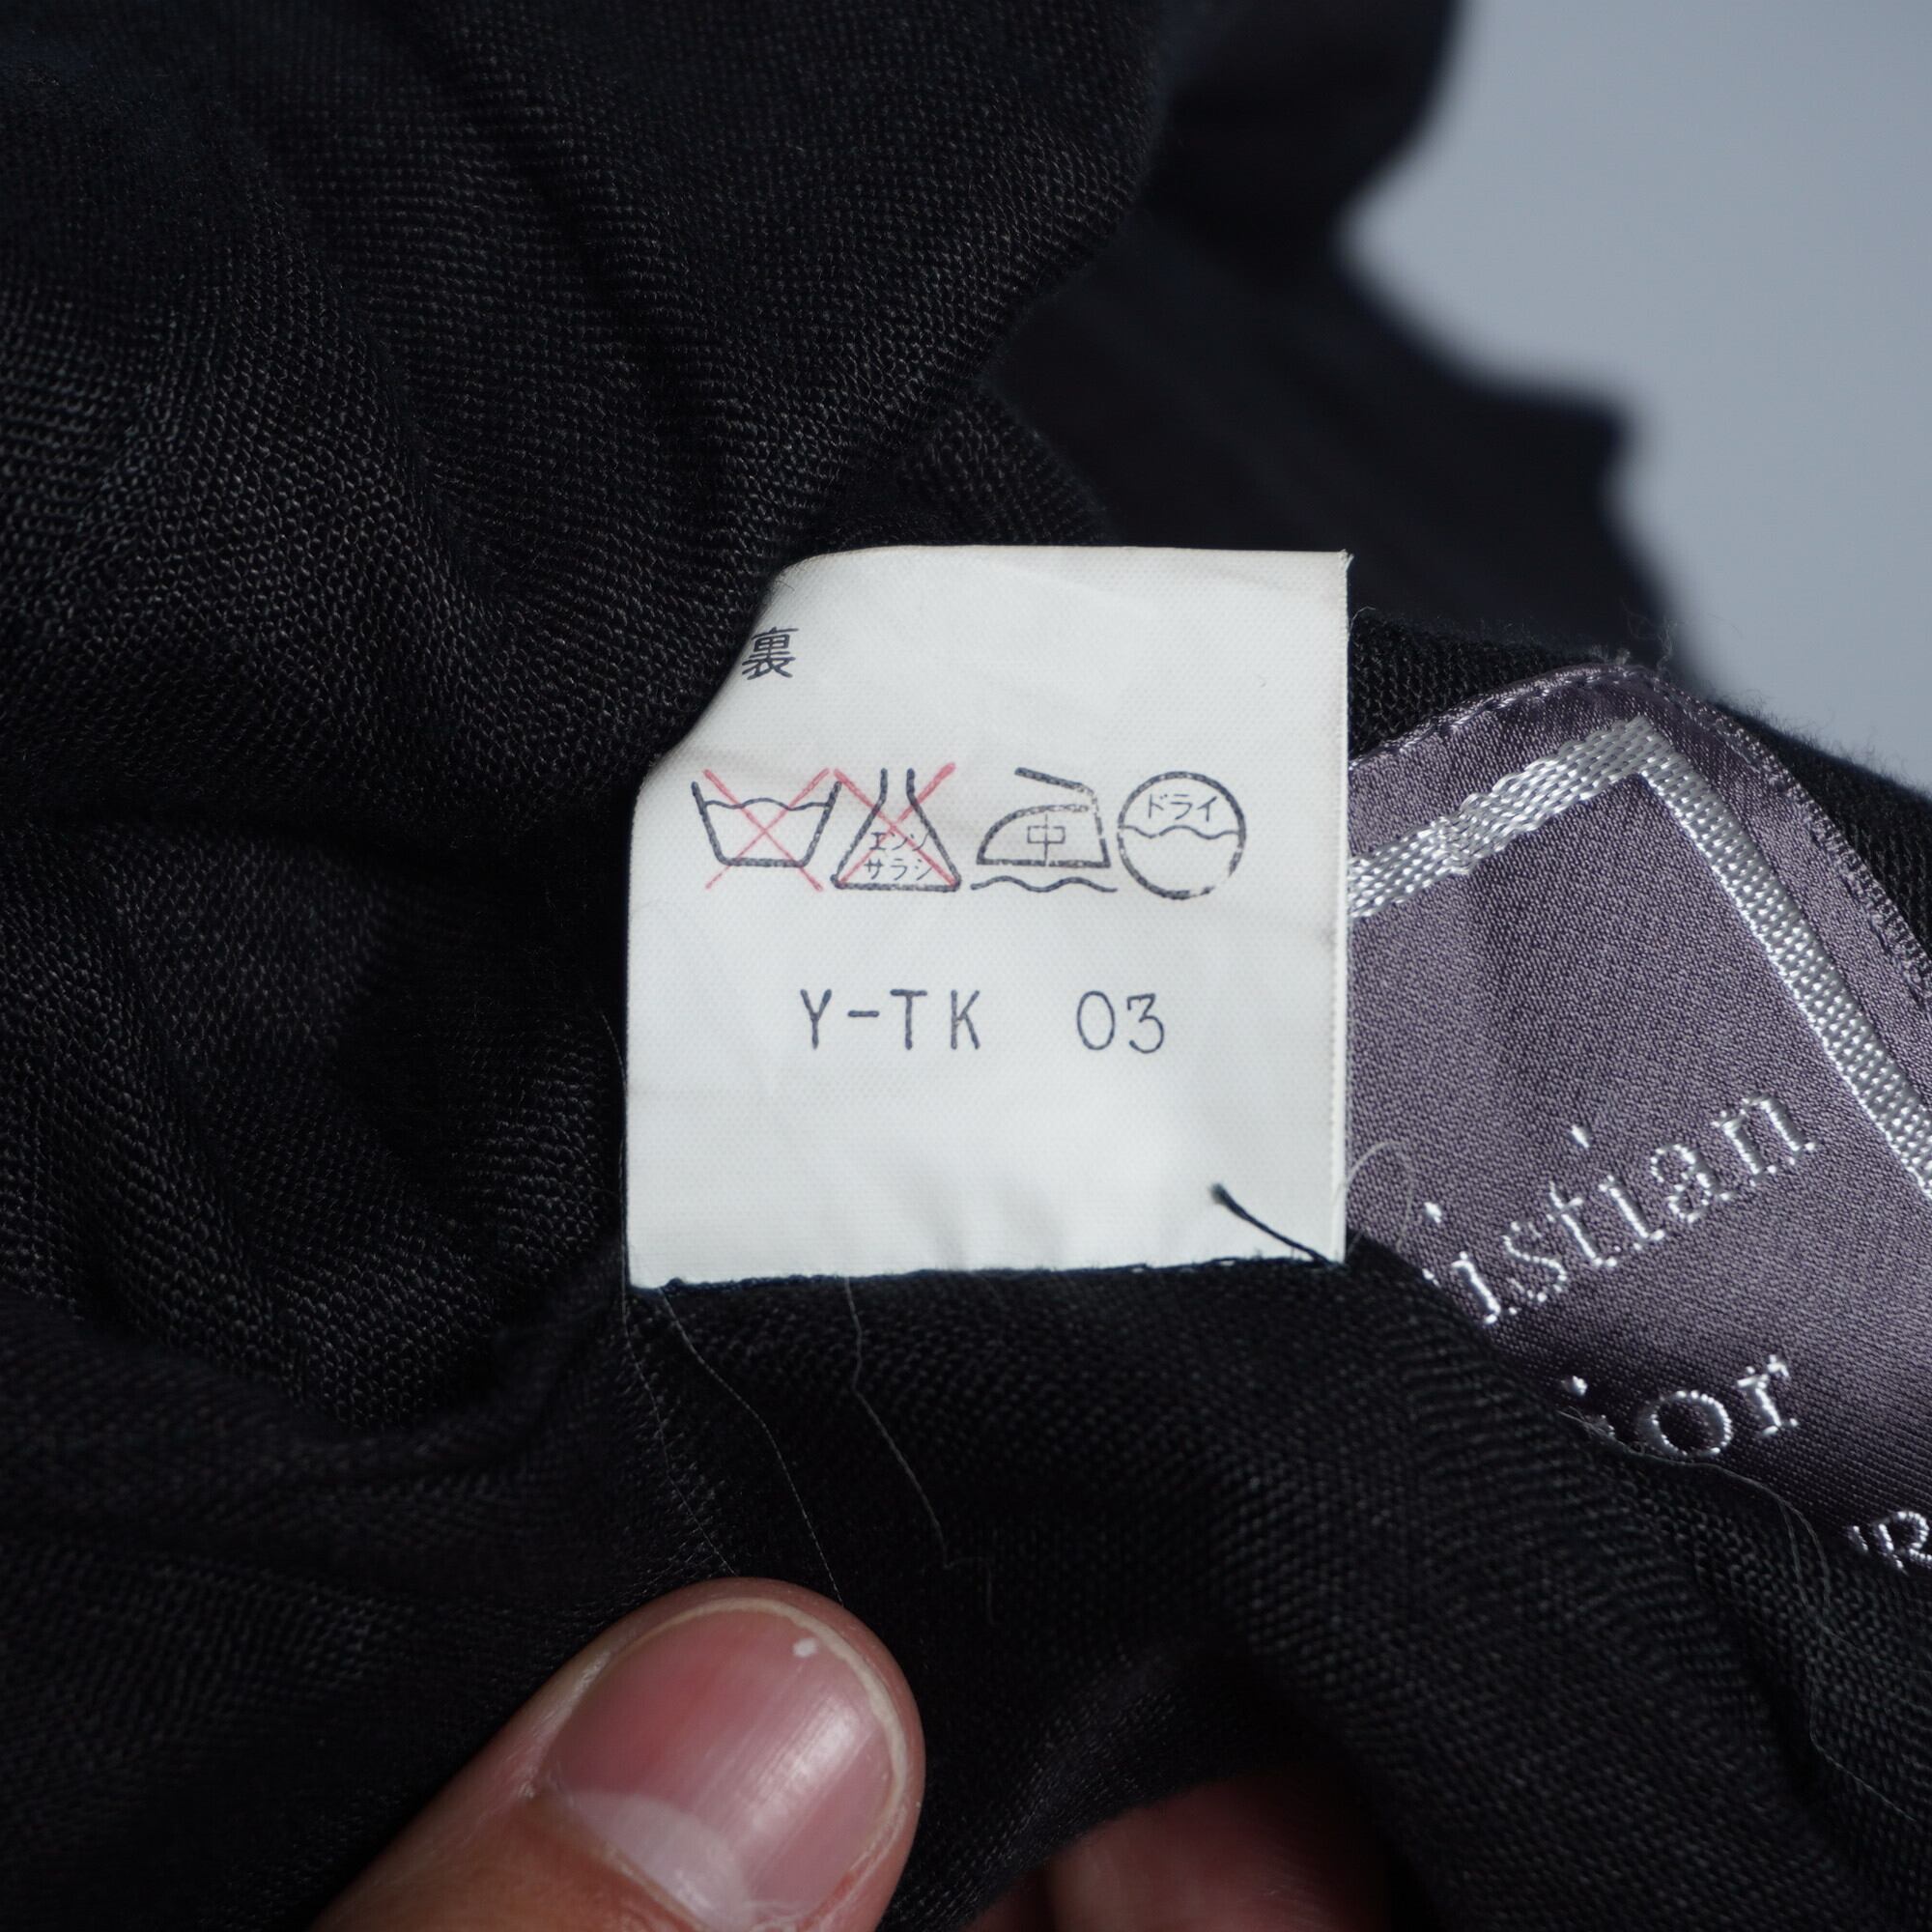 裏
エンソ
サラシ
中
ドライ
Y-TK 03
istian
ior